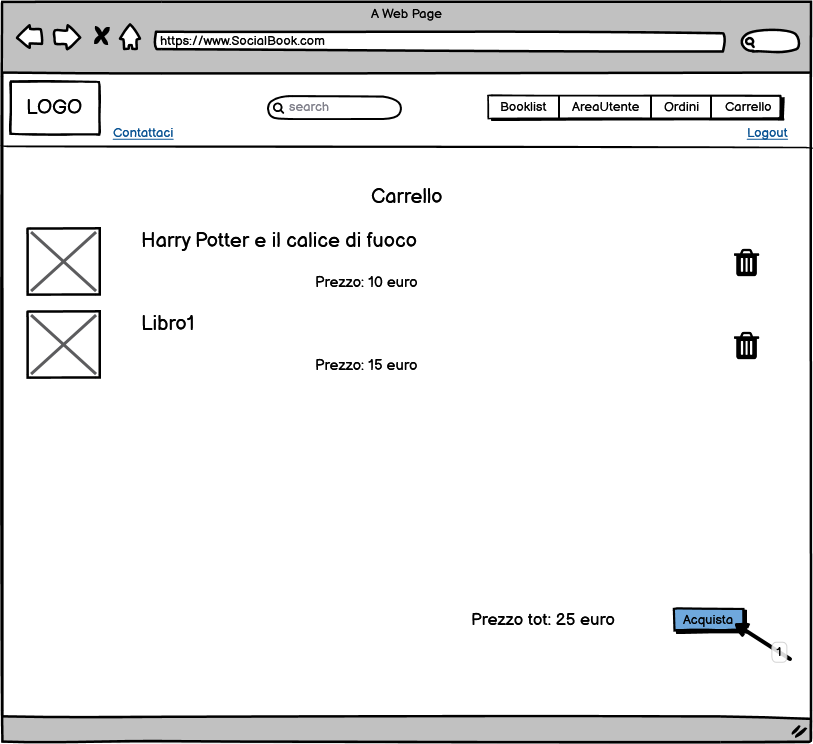 A Web Page
https://www.SocialBook.com
LOGO
search
Booklist AreaUtente Ordini Carrello
Contattaci
Logout
Carrello
Harry Potter e il calice di fuoco
Prezzo: 10 euro
Libro1
Prezzo: 15 euro
Prezzo tot: 25 euro
Acquista
1